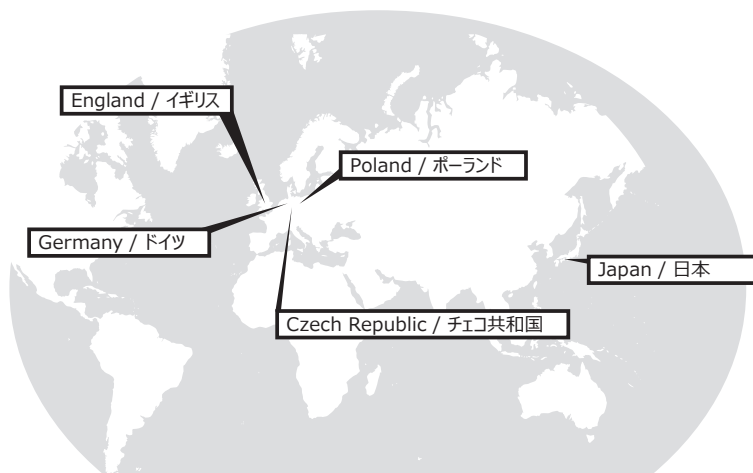 England / イギリス
Poland / ポーランド
Germany / ドイツ
Japan / 日本
Czech Republic / チェコ共和国